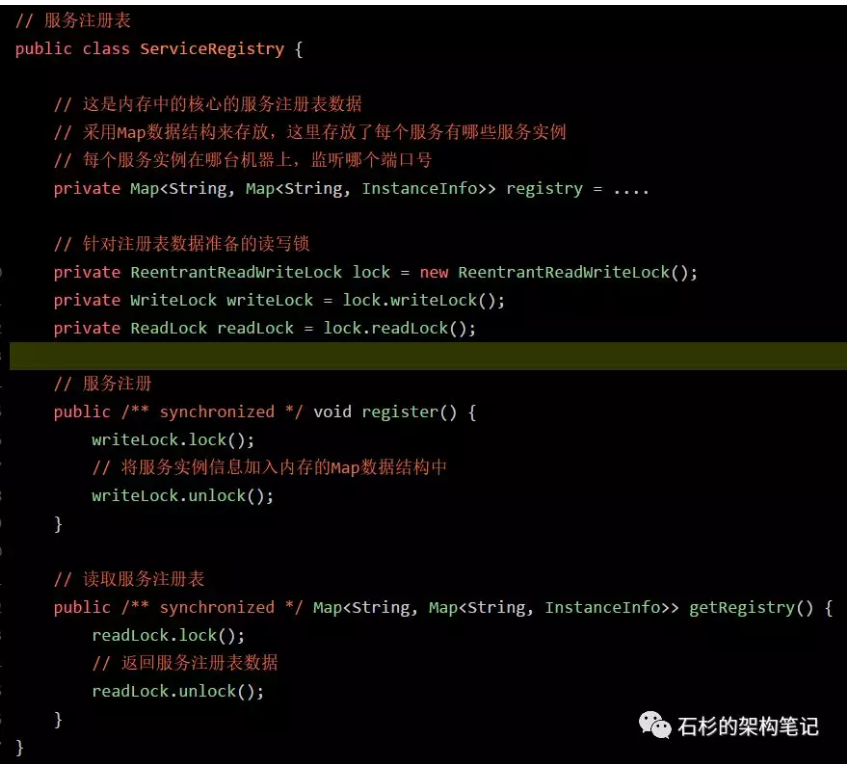 // 服务注册表
public class ServiceRegistry {
// 这是内存中的核心的服务注册表数据
// 采用Map数据结构来存放，这里存放了每个服务有哪些服务实例
// 每个服务实例在哪台机器上，监听哪个端口号
private Map<String, Map<String, InstanceInfo>> registry = ....
// 针对注册表数据准备的读写锁
private ReentrantReadWriteLock lock = new ReentrantReadWriteLock();
private WriteLock writeLock = lock.writeLock();
private ReadLock readLock = lock.readLock();
// 服务注册
public /** synchronized */ void register() {
writeLock.lock();
// 将服务实例信息加入内存的Map数据结构中
writeLock.unlock();
}
// 读取服务注册表
public /** synchronized */ Map<String, Map<String, InstanceInfo>> getRegistry() {
readLock.lock();
// 返回服务注册表数据
readLock.unlock();
}
石杉的架构笔记
}